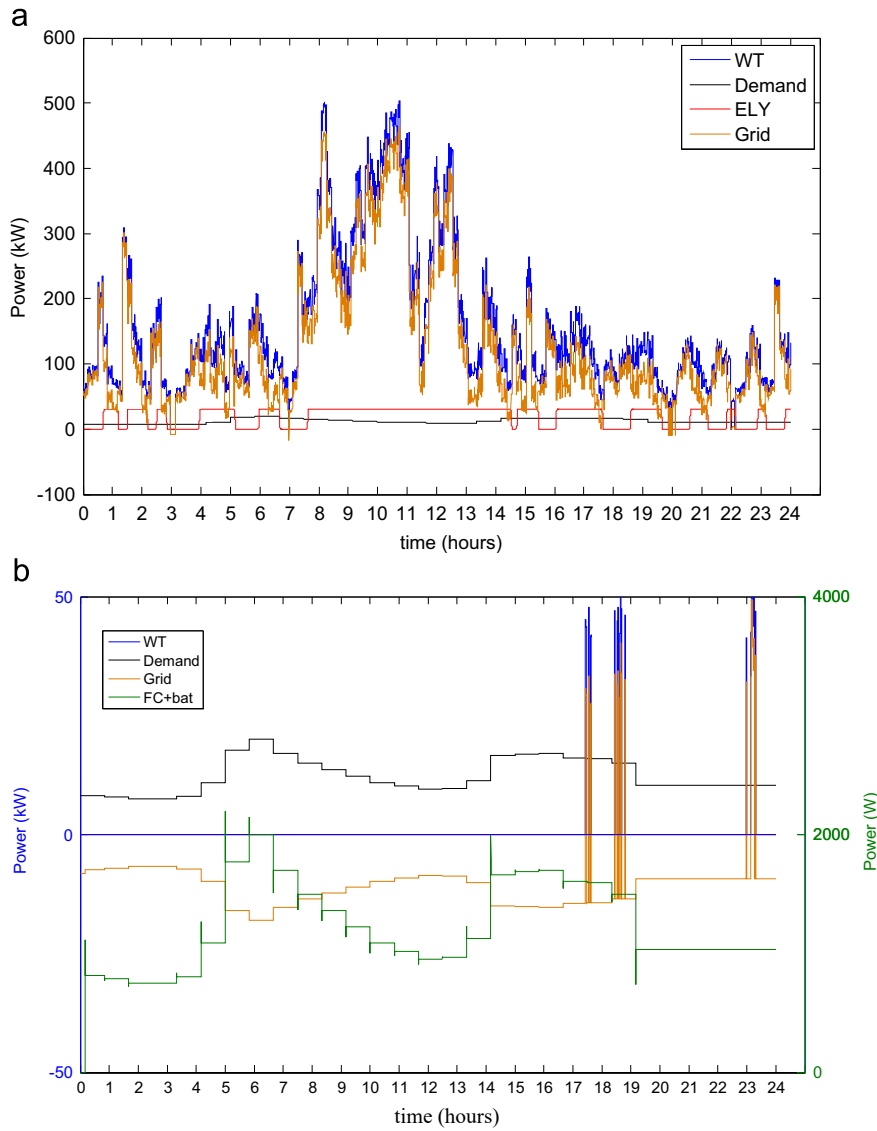 a
600
500
400
300
200
100
0
-100
Power (kW)
WT
Demand
ELY
Grid
0 1 2 3 4 5 6 7 8 9 10 11 12 13 14 15 16 17 18 19 20 21 22 23 24
time (hours)
b
50
0
-50
Power (kW)
WT
Demand
Grid
FC+bat
4000
2000
0
Power (W)
0 1 2 3 4 5 6 7 8 9 10 11 12 13 14 15 16 17 18 19 20 21 22 23 24
time (hours)